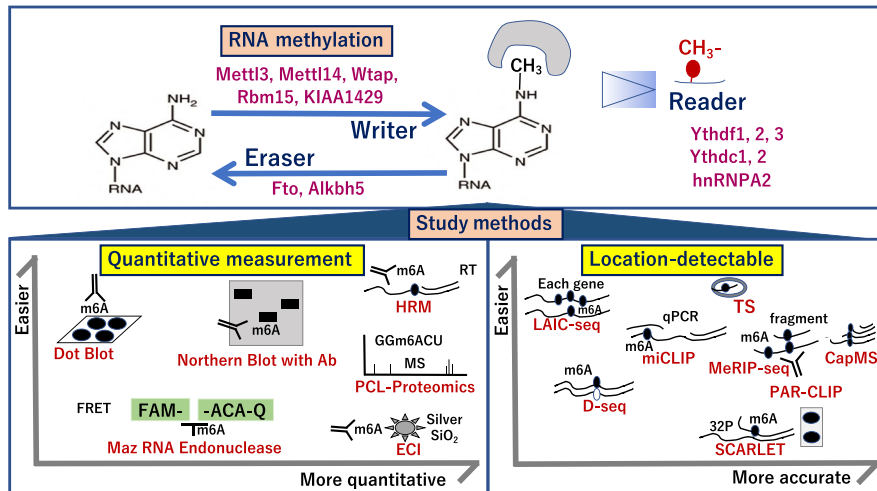 RNA methylation
Mettl3, Mettl14, Wtap,
Rbm15, KIAA1429
Writer
Eraser
Fto, Alkbh5
NH2
N
N
N
N
RNA
CH3
NH
N
N
N
N
RNA
CH3-
Reader
Ythdf1, 2, 3
Ythdc1, 2
hnRNPA2
Study methods
Quantitative measurement
Easier
m6A
Dot Blot
m6A
Northern Blot with Ab
m6A
RT
HRM
GGm6ACU
MS
PCL-Proteomics
FRET
FAM-
-ACA-Q
m6A
Maz RNA Endonuclease
m6A
Silver
SiO2
ECI
More quantitative
Location-detectable
Easier
Each gene
m6A
LAIC-seq
TS
qPCR
m6A
miCLIP
fragment
m6A
MeRIP-seq
CapMS
PAR-CLIP
m6A
D-seq
32P
m6A
SCARLET
More accurate